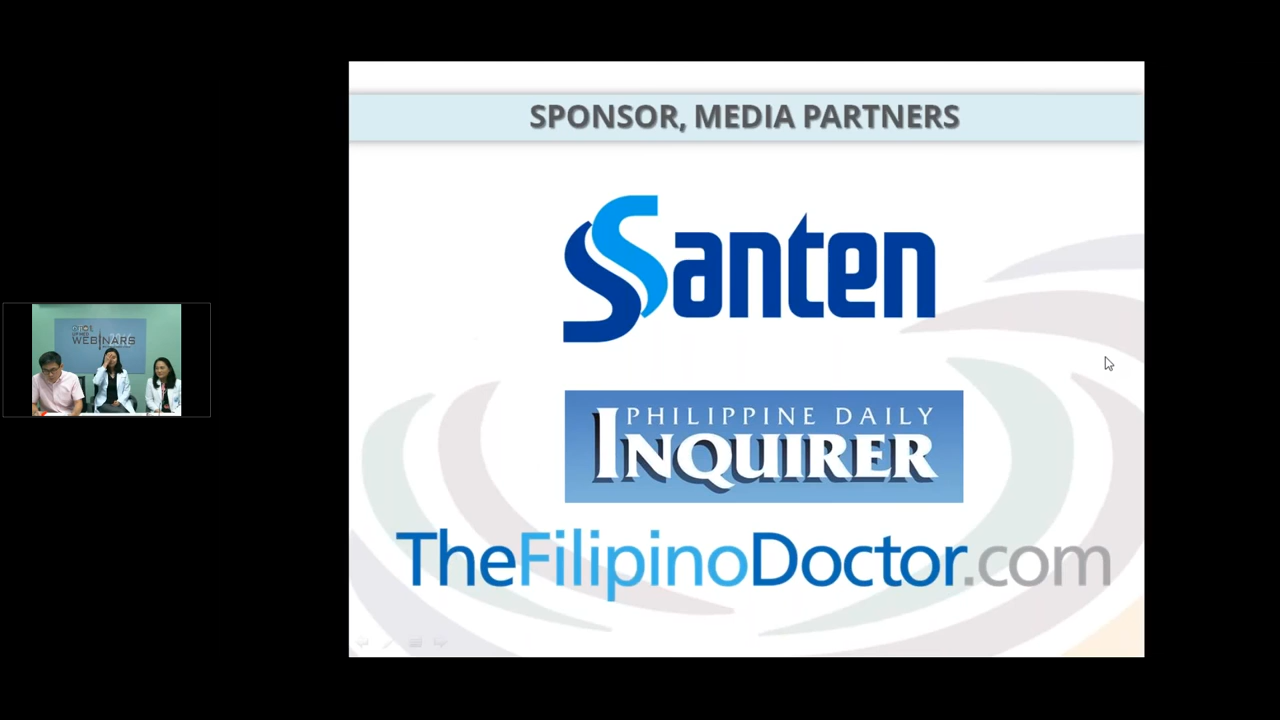 SPONSOR, MEDIA PARTNERS
Santen
PHILIPPINE DAILY
INQUIRER
TheFilipinoDoctor.com
WEBINARS